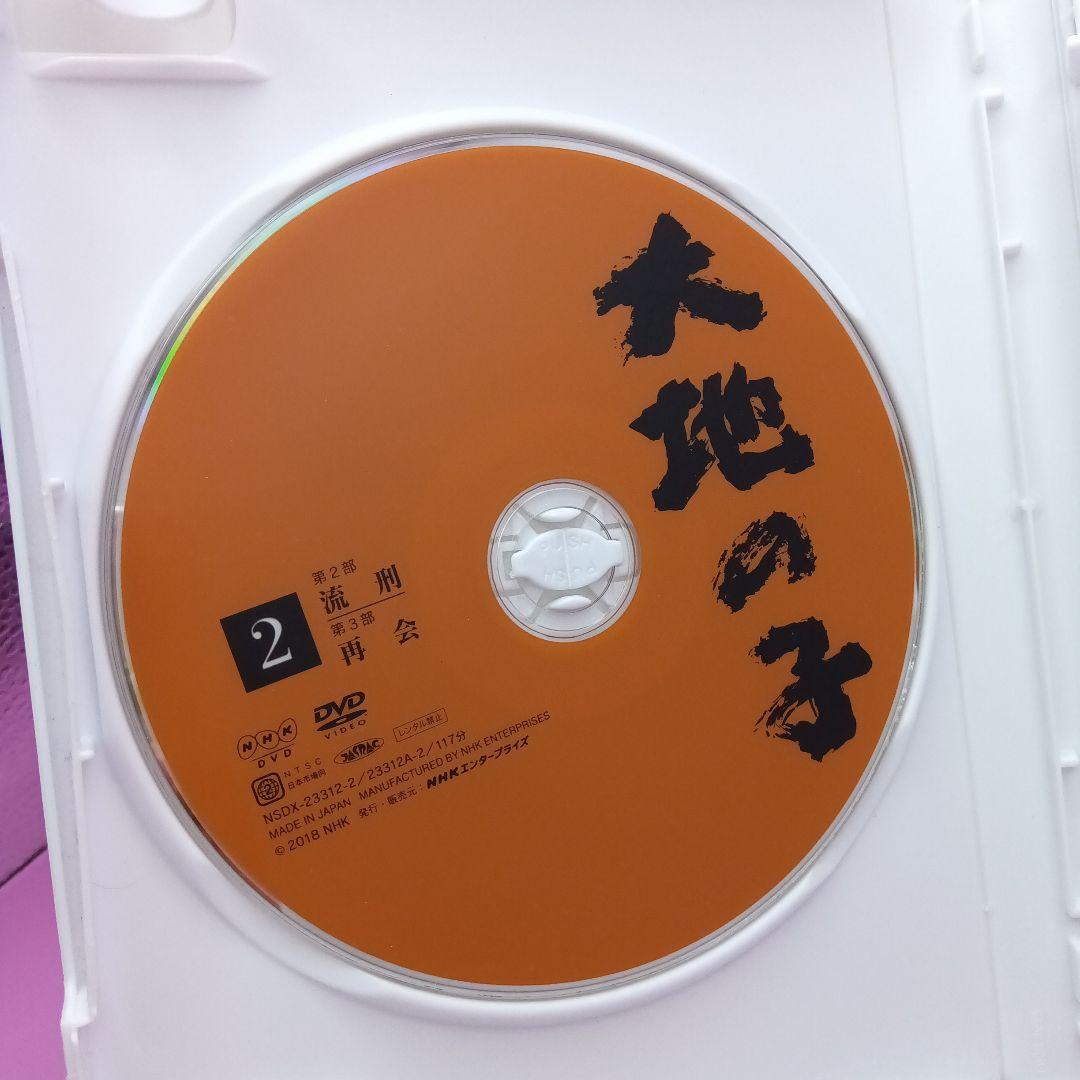 大地の子
2
第2部
流刑
第3部
再会
NHK
DVD
DVD
VIDEO
JASRAC
レンタル禁止
2
NTSC
日本市場向
NSDX-23312-2/23312A-2/117分
MADE IN JAPAN MANUFACTURED BY NHK ENTERPRISES
© 2018 NHK 発行・販売元:NHKエンタープライズ
PUSH
PUSH